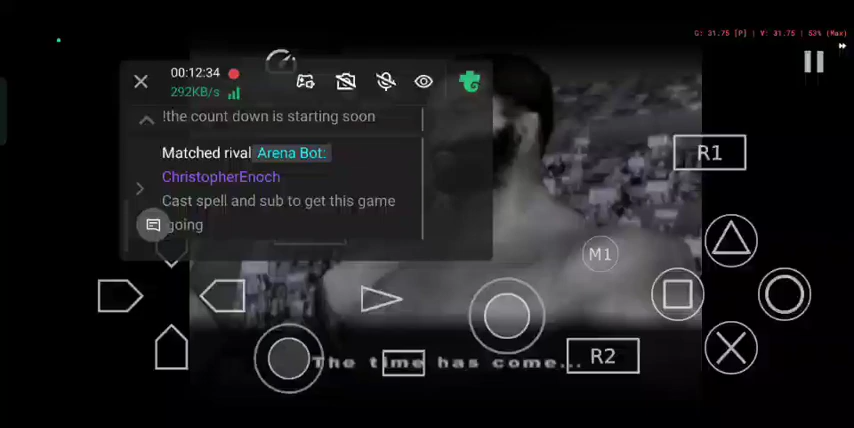 G: 31.75 [P] | V: 31.75 | 53% (Max)
00:12:34
292KB/s
!the count down is starting soon
Matched rival Arena Bot:
ChristopherEnoch
Cast spell and sub to get this game
going
R1
M1
R2
The time has come...